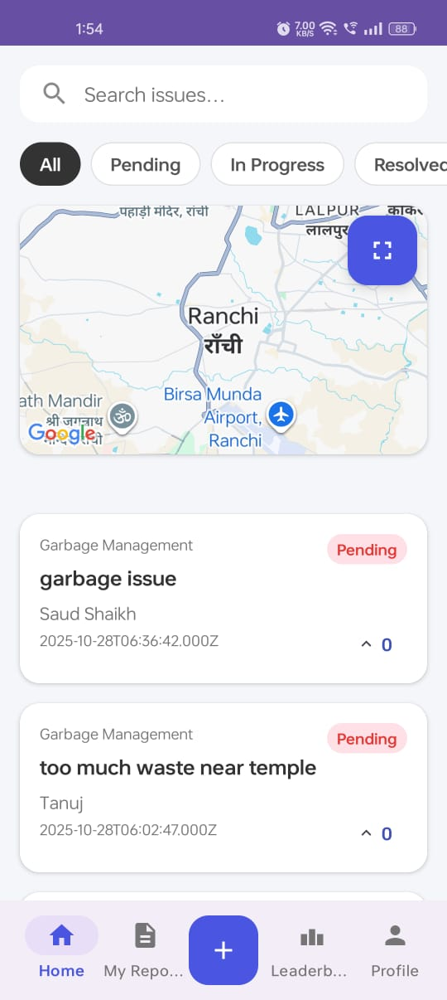 1:54
7.00
KB/S
88
Search issues...
All
Pending
In Progress
Resolved
पहाड़ी मंदिर, रांची
LALPUR
लालपुर
Ranchi
राँची
ath Mandir
श्री जगन्नाथ
Google
Birsa Munda
Airport,
Ranchi
Garbage Management
Pending
garbage issue
Saud Shaikh
2025-10-28T06:36:42.000Z
0
Garbage Management
Pending
too much waste near temple
Tanuj
2025-10-28T06:02:47.000Z
0
Home
My Repo...
Leaderb...
Profile